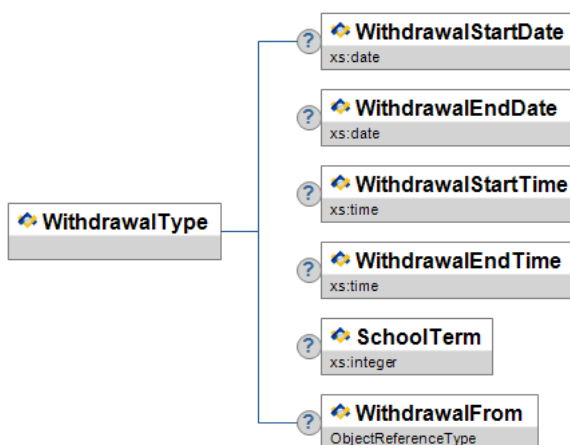 ?
WithdrawalStartDate
xs:date
?
WithdrawalEndDate
xs:date
?
WithdrawalStartTime
xs:time
WithdrawalType
?
WithdrawalEndTime
xs:time
?
SchoolTerm
xs:integer
?
WithdrawalFrom
ObjectReferenceType